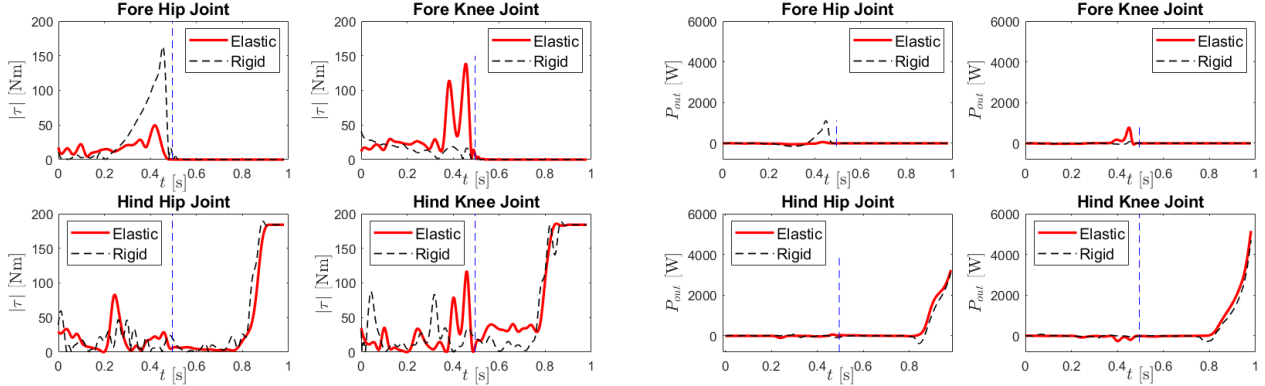 Fore Hip Joint
200
150
100
50
0
|τ| [Nm]
Elastic
Rigid
0 0.2 0.4 0.6 0.8 1
t [s]
Fore Knee Joint
200
150
100
50
0
|τ| [Nm]
Elastic
Rigid
0 0.2 0.4 0.6 0.8 1
t [s]
Fore Hip Joint
6000
4000
2000
0
P_out [W]
Elastic
Rigid
0 0.2 0.4 0.6 0.8 1
t [s]
Fore Knee Joint
6000
4000
2000
0
P_out [W]
Elastic
Rigid
0 0.2 0.4 0.6 0.8 1
t [s]
Hind Hip Joint
200
150
100
50
0
|τ| [Nm]
Elastic
Rigid
0 0.2 0.4 0.6 0.8 1
t [s]
Hind Knee Joint
200
150
100
50
0
|τ| [Nm]
Elastic
Rigid
0 0.2 0.4 0.6 0.8 1
t [s]
Hind Hip Joint
6000
4000
2000
0
P_out [W]
Elastic
Rigid
0 0.2 0.4 0.6 0.8
t [s]
Hind Knee Joint
6000
4000
2000
0
P_out [W]
Elastic
Rigid
0 0.2 0.4 0.6 0.8 1
t [s]